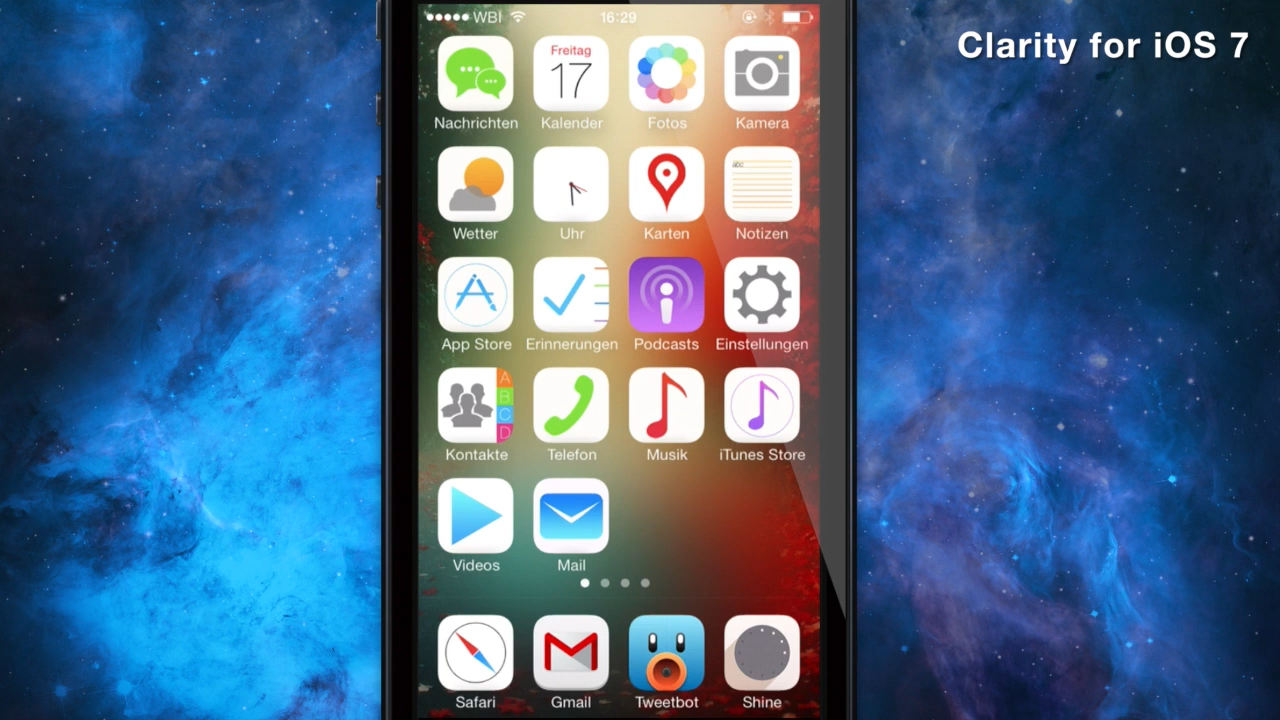 WBI 16:29
Clarity for iOS 7
Freitag
17
Nachrichten Kalender Fotos Kamera
abc
Wetter Uhr Karten Notizen
App Store Erinnerungen Podcasts Einstellungen
A
B
C
D
Kontakte Telefon Musik iTunes Store
Videos Mail
Safari Gmail Tweetbot Shine